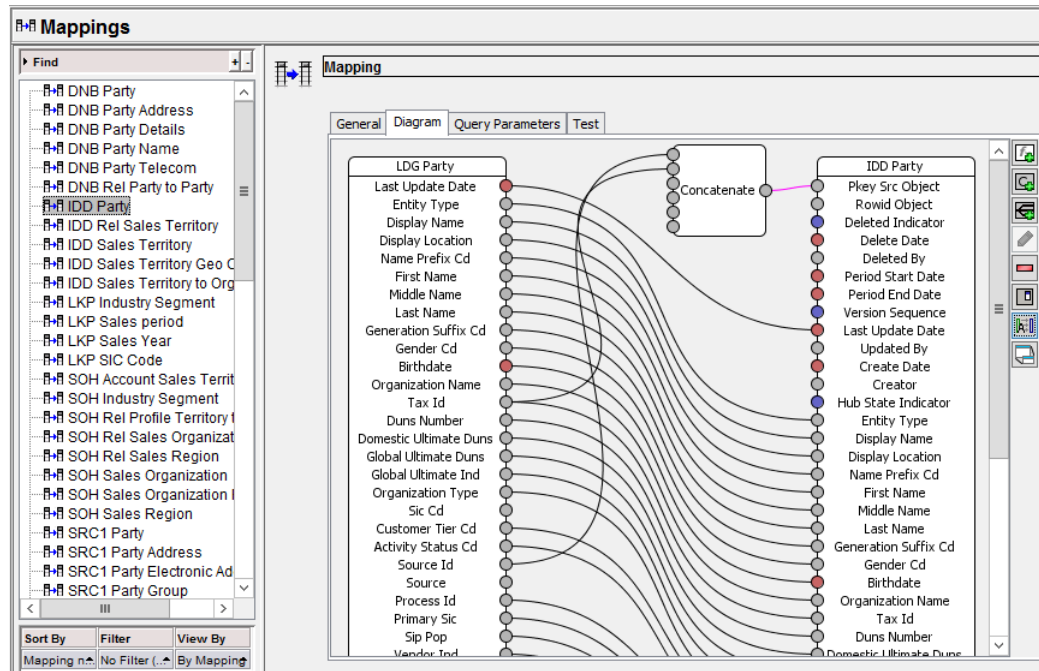 Mappings
Find
+ -
DNB Party
DNB Party Address
DNB Party Details
DNB Party Name
DNB Party Telecom
DNB Rel Party to Party
IDD Party
IDD Rel Sales Territory
IDD Sales Territory
IDD Sales Territory Geo C
IDD Sales Territory to Org
LKP Industry Segment
LKP Sales period
LKP Sales Year
LKP SIC Code
SOH Account Sales Territ
SOH Industry Segment
SOH Rel Profile Territory t
SOH Rel Sales Organizat
SOH Rel Sales Region
SOH Sales Organization
SOH Sales Organization I
SOH Sales Region
SRC1 Party
SRC1 Party Address
SRC1 Party Electronic Ad
SRC1 Party Group
Sort By Filter View By
Mapping n... No Filter (... By Mapping
Mapping
General Diagram Query Parameters Test
LDG Party
Last Update Date
Entity Type
Display Name
Display Location
Name Prefix Cd
First Name
Middle Name
Last Name
Generation Suffix Cd
Gender Cd
Birthdate
Organization Name
Tax Id
Duns Number
Domestic Ultimate Duns
Global Ultimate Duns
Global Ultimate Ind
Organization Type
Sic Cd
Customer Tier Cd
Activity Status Cd
Source Id
Source
Process Id
Primary Sic
Sip Pop
Vendor Ind
Concatenate
IDD Party
Pkey Src Object
Rowid Object
Deleted Indicator
Delete Date
Deleted By
Period Start Date
Period End Date
Version Sequence
Last Update Date
Updated By
Create Date
Creator
Hub State Indicator
Entity Type
Display Name
Display Location
Name Prefix Cd
First Name
Middle Name
Last Name
Generation Suffix Cd
Gender Cd
Birthdate
Organization Name
Tax Id
Duns Number
Domestic Ultimate Duns